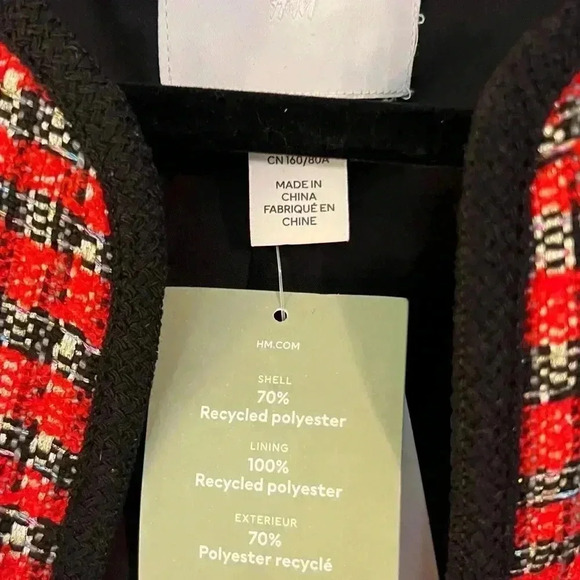 H&M
CN 160/80A
MADE IN
CHINA
FABRIQUÉ EN
CHINE
HM.COM
SHELL
70%
Recycled polyester
LINING
100%
Recycled polyester
EXTERIEUR
70%
Polyester recyclé